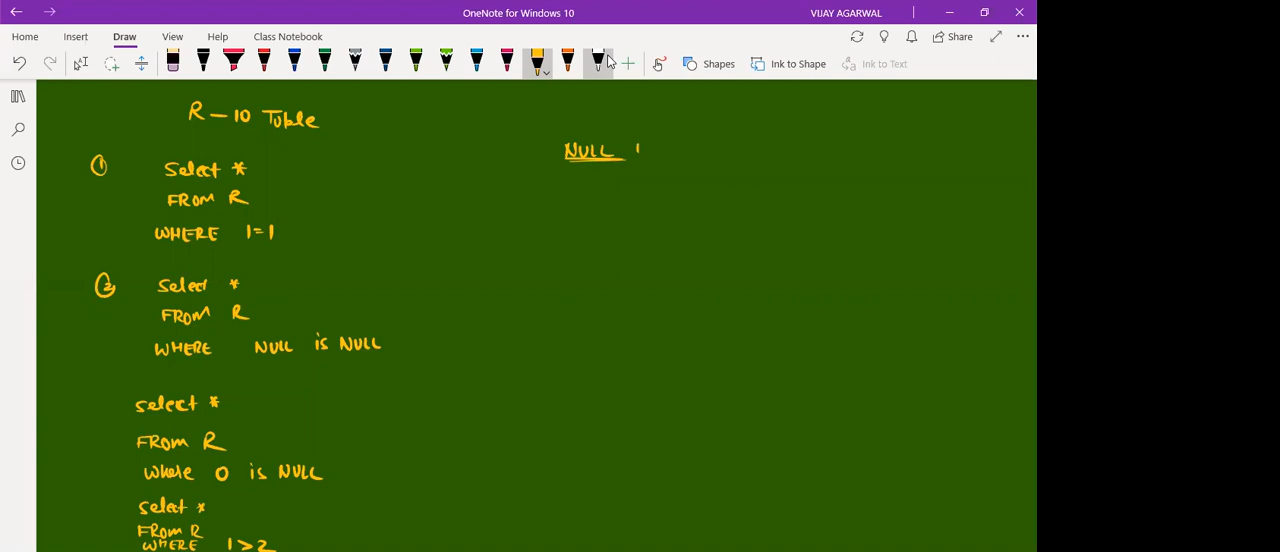 OneNote for Windows 10
VIJAY AGARWAL
Home Insert Draw View Help Class Notebook
Share
Shapes Ink to Shape Ink to Text
R - 10 Tuble
NULL I
① Select *
FROM R
WHERE 1=1
② Select *
FROM R
WHERE NULL is NULL
select *
FROM R
where 0 is NULL
select *
FROM R
WHERE 1>2